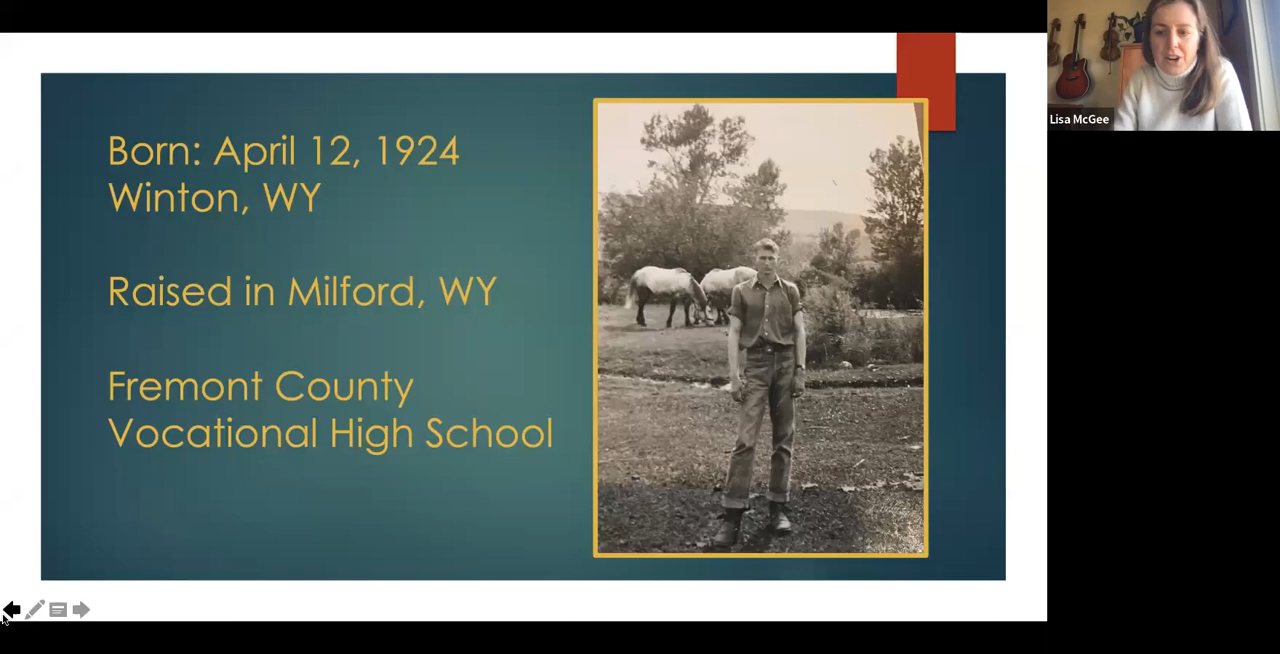 Born: April 12, 1924
Winton, WY
Raised in Milford, WY
Fremont County
Vocational High School
Lisa McGee